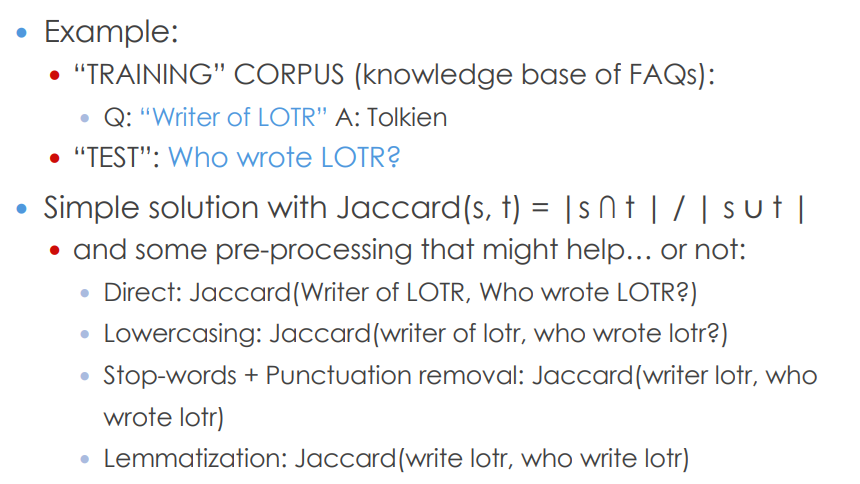 Example:
“TRAINING” CORPUS (knowledge base of FAQs):
Q: “Writer of LOTR” A: Tolkien
“TEST”: Who wrote LOTR?
Simple solution with Jaccard(s, t) = |s ∩ t | / | s ∪ t |
and some pre-processing that might help… or not:
Direct: Jaccard(Writer of LOTR, Who wrote LOTR?)
Lowercasing: Jaccard(writer of lotr, who wrote lotr?)
Stop-words + Punctuation removal: Jaccard(writer lotr, who
wrote lotr)
Lemmatization: Jaccard(write lotr, who write lotr)